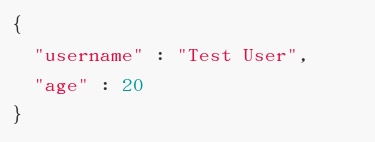 {
  "username" : "Test User",
  "age" : 20
}